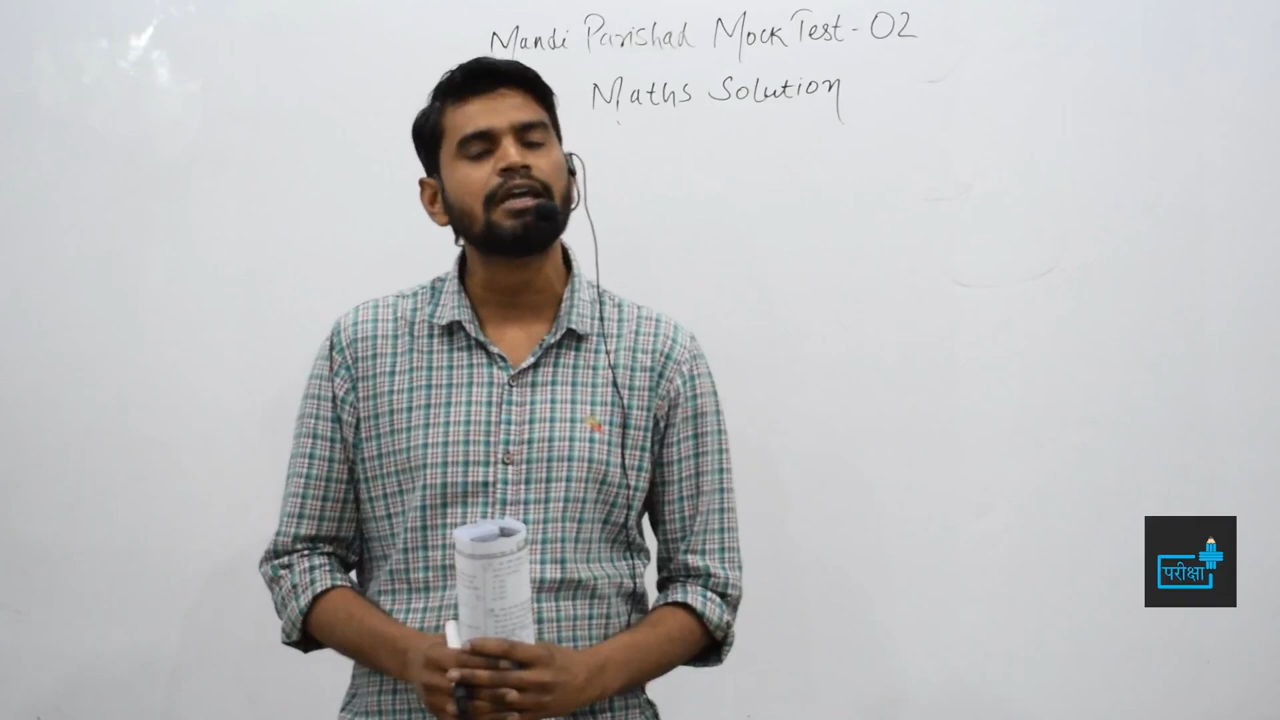 Mandi Parishad Mock Test - 02
Maths Solution
परीक्षा